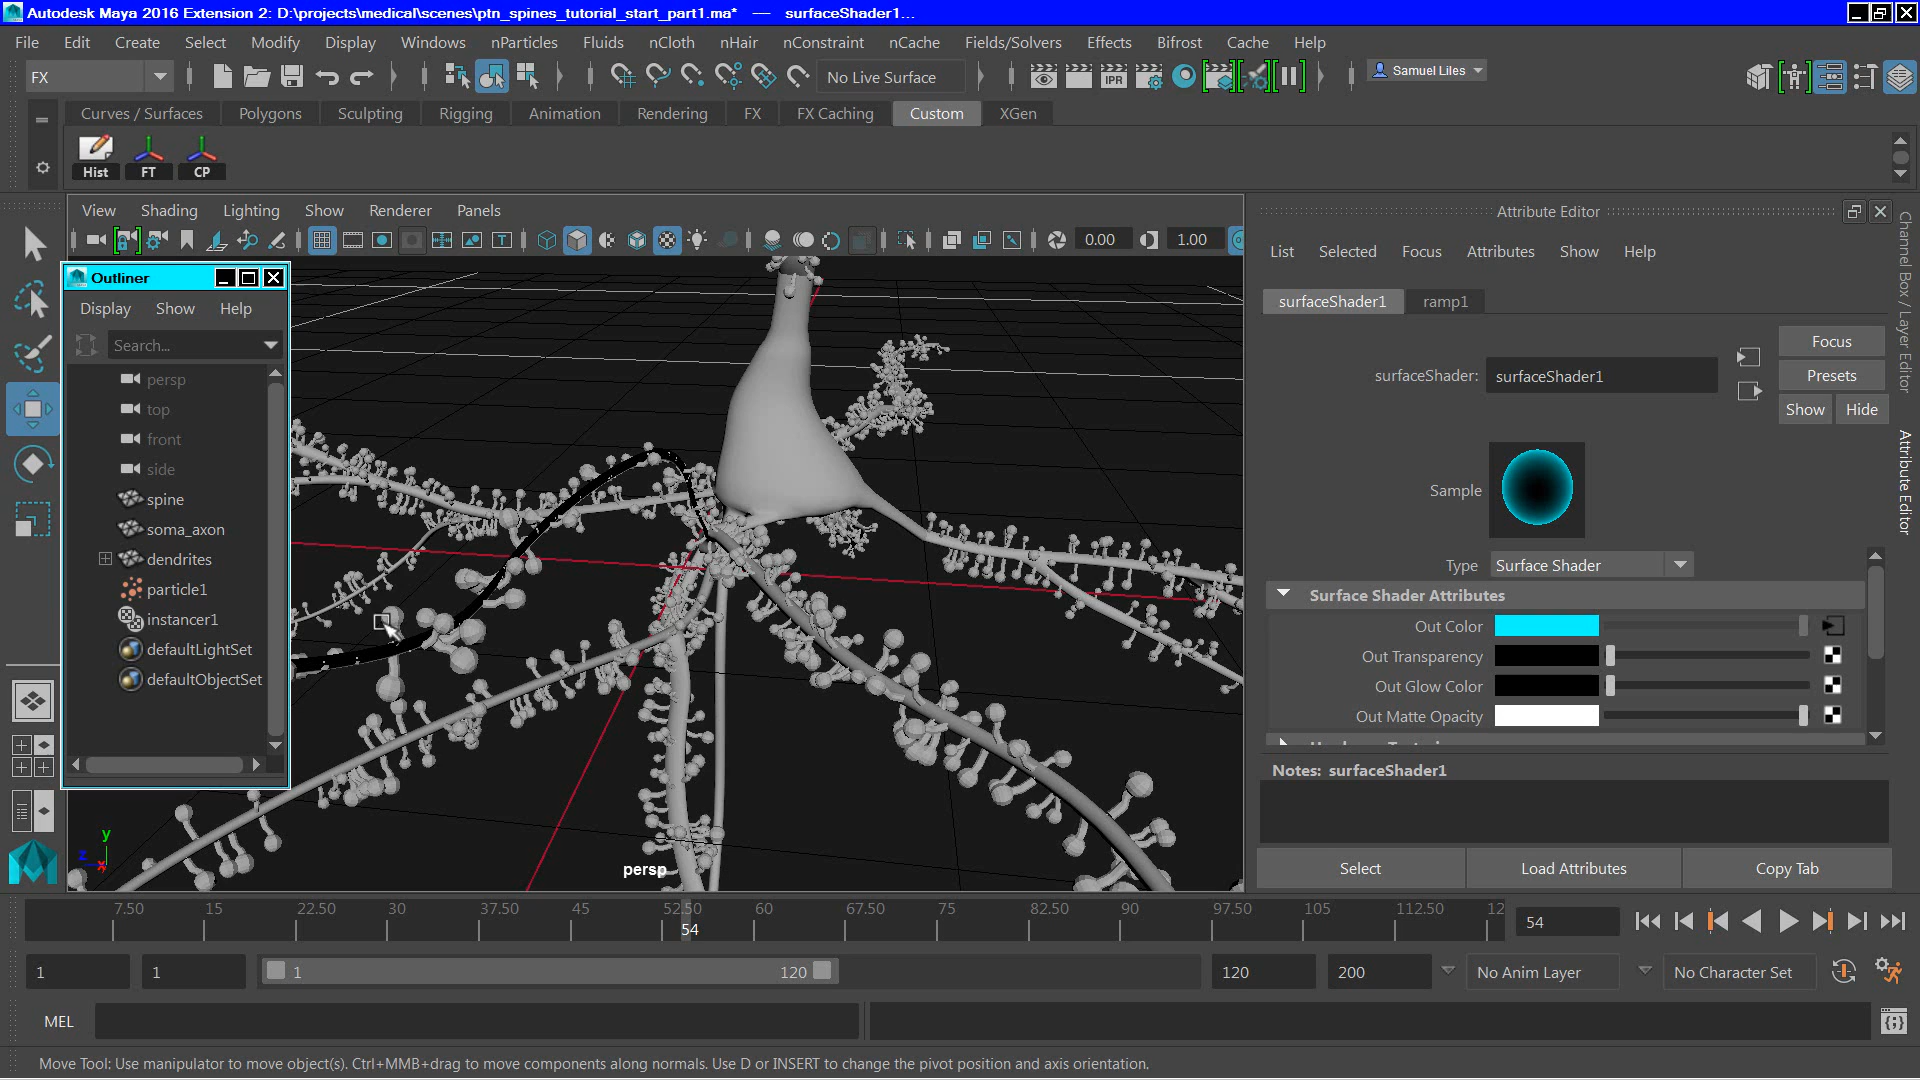 Autodesk Maya 2016 Extension 2: D:\projects\medical\scenes\ptn_spines_tutorial_start_part1.ma* --- surfaceShader1...
File Edit Create Select Modify Display Windows nParticles Fluids nCloth nHair nConstraint nCache Fields/Solvers Effects Bifrost Cache Help
FX No Live Surface IPR Samuel Liles
Curves / Surfaces Polygons Sculpting Rigging Animation Rendering FX FX Caching Custom XGen
Hist FT CP
View Shading Lighting Show Renderer Panels
0.00 1.00
Outliner
Display Show Help
Search...
persp
top
front
side
spine
soma_axon
dendrites
particle1
instancer1
defaultLightSet
defaultObjectSet
y
z
x
persp
Attribute Editor
List Selected Focus Attributes Show Help
surfaceShader1 ramp1
Focus
surfaceShader: surfaceShader1
Presets
Show Hide
Sample
Type Surface Shader
Surface Shader Attributes
Out Color
Out Transparency
Out Glow Color
Out Matte Opacity
Notes: surfaceShader1
Select Load Attributes Copy Tab
Channel Box / Layer Editor
Attribute Editor
7.50 15 22.50 30 37.50 45 52.50 60 67.50 75 82.50 90 97.50 105 112.50 12
54 54
1 1 1 120 120 200 No Anim Layer No Character Set
MEL
Move Tool: Use manipulator to move object(s). Ctrl+MMB+drag to move components along normals. Use D or INSERT to change the pivot position and axis orientation.